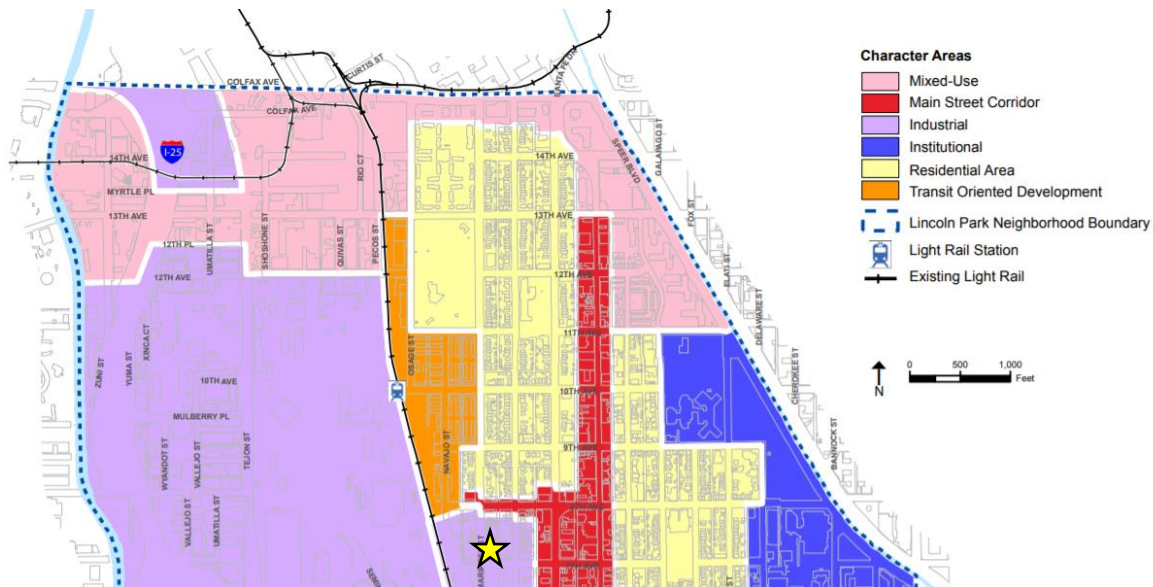 CURTIS ST
SANTA FE DR
COLFAX AVE
COLFAX AVE
I-25
14TH AVE
14TH AVE
RIO CT
SPEER BLVD
GALAPAGO ST
MYRTLE PL
13TH AVE
13TH AVE
UMATILLA ST
SHOSHONE ST
QUIVAS ST
PECOS ST
FOX ST
12TH PL
12TH AVE
12TH AVE
ELATI ST
DELAWARE ST
11TH AVE
ZUNI ST
YUMA ST
XINCA CT
OSAGE ST
CHEROKEE ST
10TH AVE
10TH AVE
MULBERRY PL
WYANDOT ST
VALLEJO ST
TEJON ST
NAVAJO ST
9TH AVE
BANNOCK ST
VALLEJO ST
UMATILLA ST
Character Areas
Mixed-Use
Main Street Corridor
Industrial
Institutional
Residential Area
Transit Oriented Development
Lincoln Park Neighborhood Boundary
Light Rail Station
Existing Light Rail
N
0 500 1,000
Feet